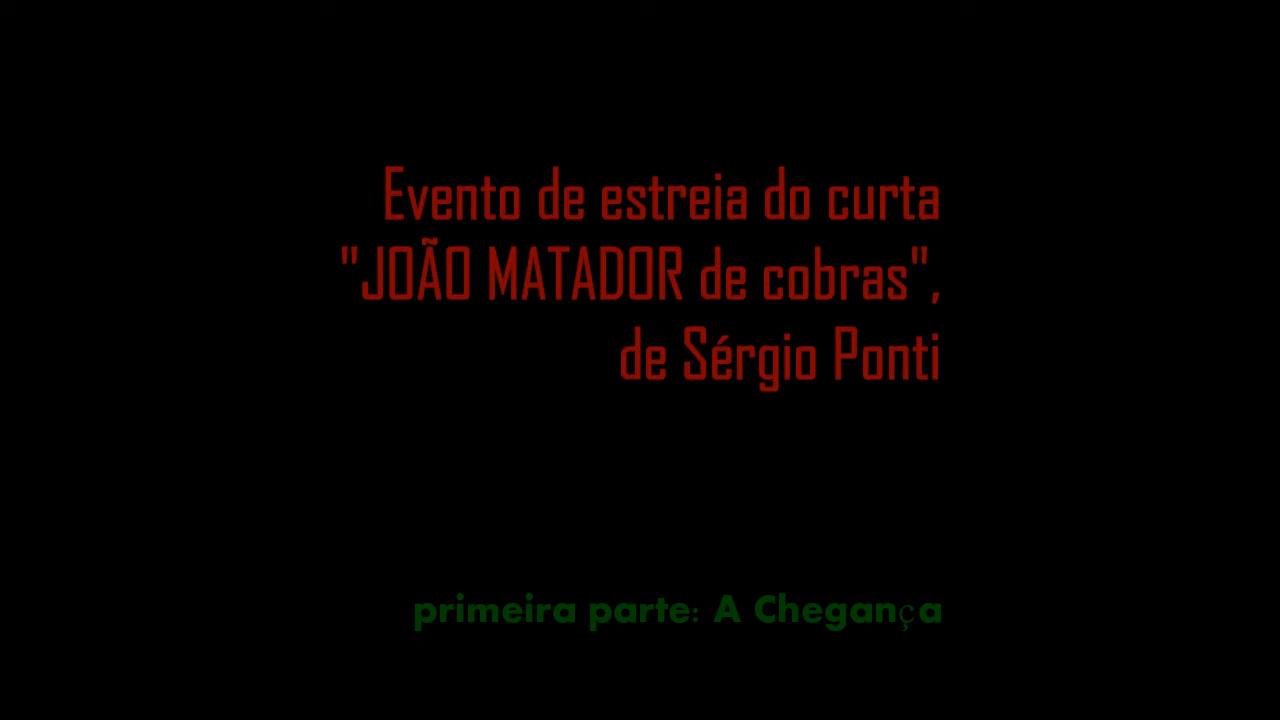 Evento de estreia do curta
"JOÃO MATADOR de cobras",
de Sérgio Ponti
primeira parte: A Chegança